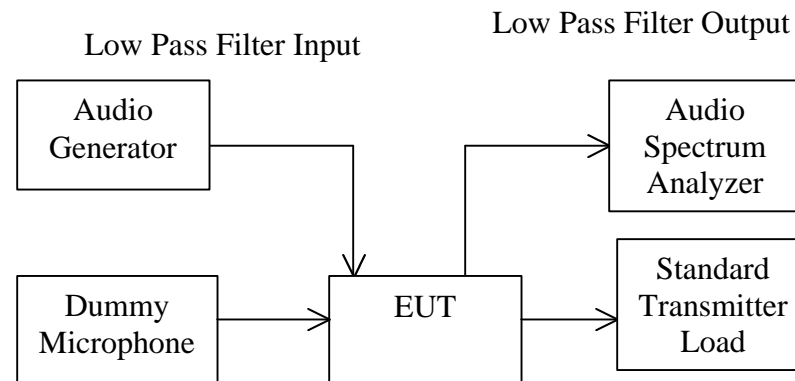 Low Pass Filter Input
Low Pass Filter Output
Audio
Generator
Audio
Spectrum
Analyzer
Dummy
Microphone
EUT
Standard
Transmitter
Load